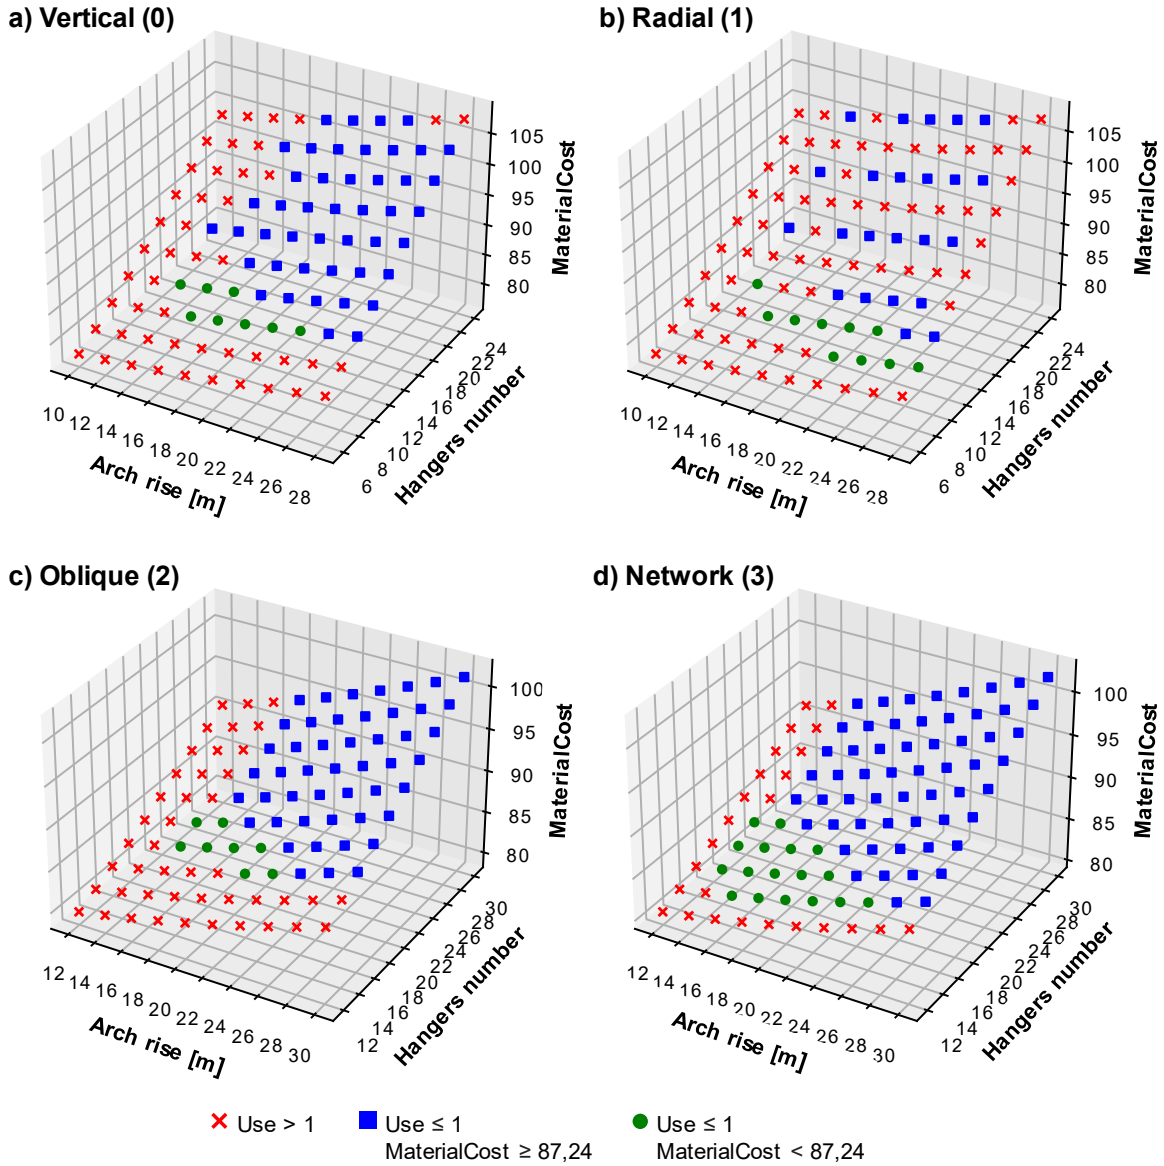 a) Vertical (0)
b) Radial (1)
105
100
95
90
85
80
MaterialCost
10 12 14 16 18 20 22 24 26 28
Arch rise [m]
6 8 10 12 14 16 18 20 22 24
Hangers number
105
100
95
90
85
80
MaterialCost
10 12 14 16 18 20 22 24 26 28
Arch rise [m]
6 8 10 12 14 16 18 20 22 24
Hangers number
c) Oblique (2)
d) Network (3)
100
95
90
85
80
MaterialCost
12 14 16 18 20 22 24 26 28 30
Arch rise [m]
12 14 16 18 20 22 24 26 28 30
Hangers number
100
95
90
85
80
MaterialCost
12 14 16 18 20 22 24 26 28 30
Arch rise [m]
12 14 16 18 20 22 24 26 28 30
Hangers number
Use > 1
Use ≤ 1
MaterialCost ≥ 87,24
Use ≤ 1
MaterialCost < 87,24